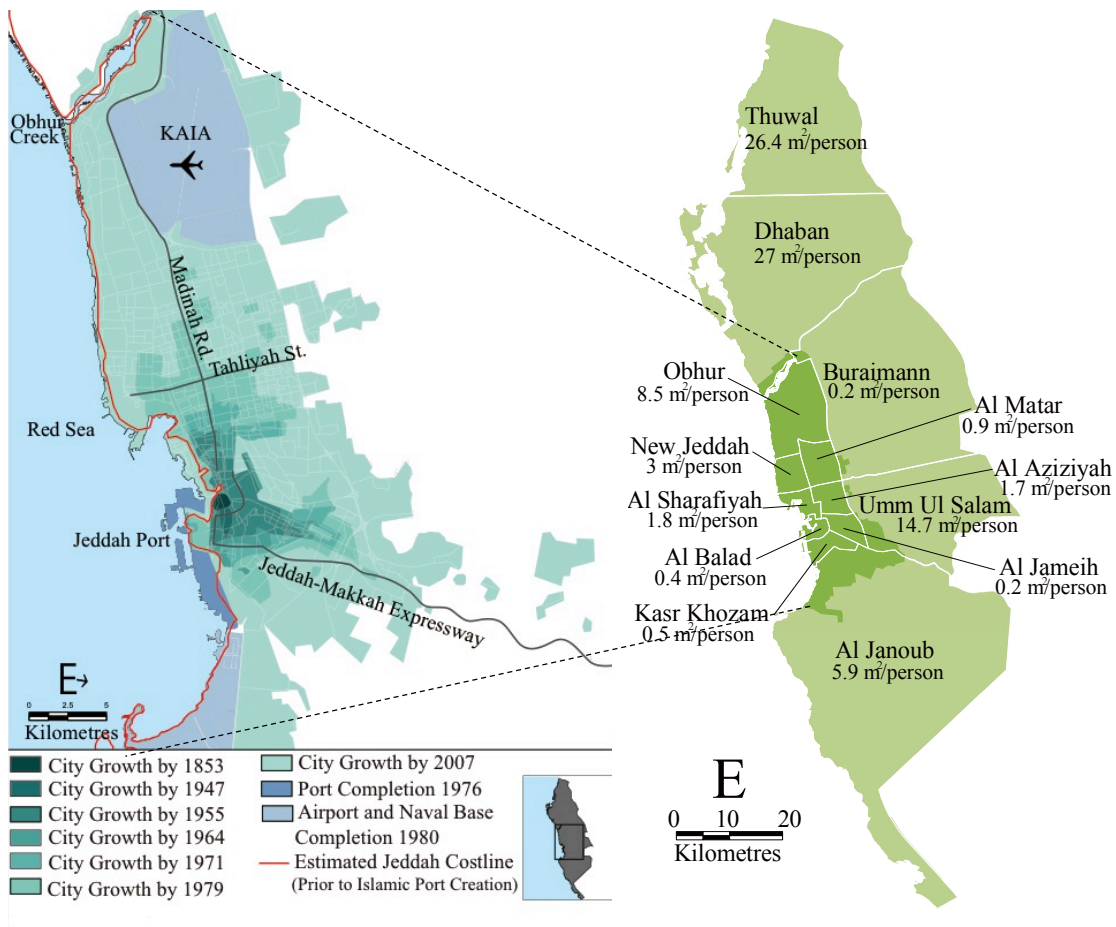 Obhur
Creek
KAIA
Madinah Rd.
Tahliyah St.
Red Sea
Jeddah Port
Jeddah-Makkah Expressway
E→
0 2.5 5
Kilometres
City Growth by 1853
City Growth by 1947
City Growth by 1955
City Growth by 1964
City Growth by 1971
City Growth by 1979
City Growth by 2007
Port Completion 1976
Airport and Naval Base
Completion 1980
Estimated Jeddah Costline
(Prior to Islamic Port Creation)
Thuwal
26.4 m²/person
Dhaban
27 m²/person
Obhur
8.5 m²/person
Buraimann
0.2 m²/person
Al Matar
0.9 m²/person
New Jeddah
3 m²/person
Al Aziziyah
1.7 m²/person
Al Sharafiyah
1.8 m²/person
Umm Ul Salam
14.7 m²/person
Al Balad
0.4 m²/person
Al Jameih
0.2 m²/person
Kasr Khozam
0.5 m²/person
Al Janoub
5.9 m²/person
E
0 10 20
Kilometres